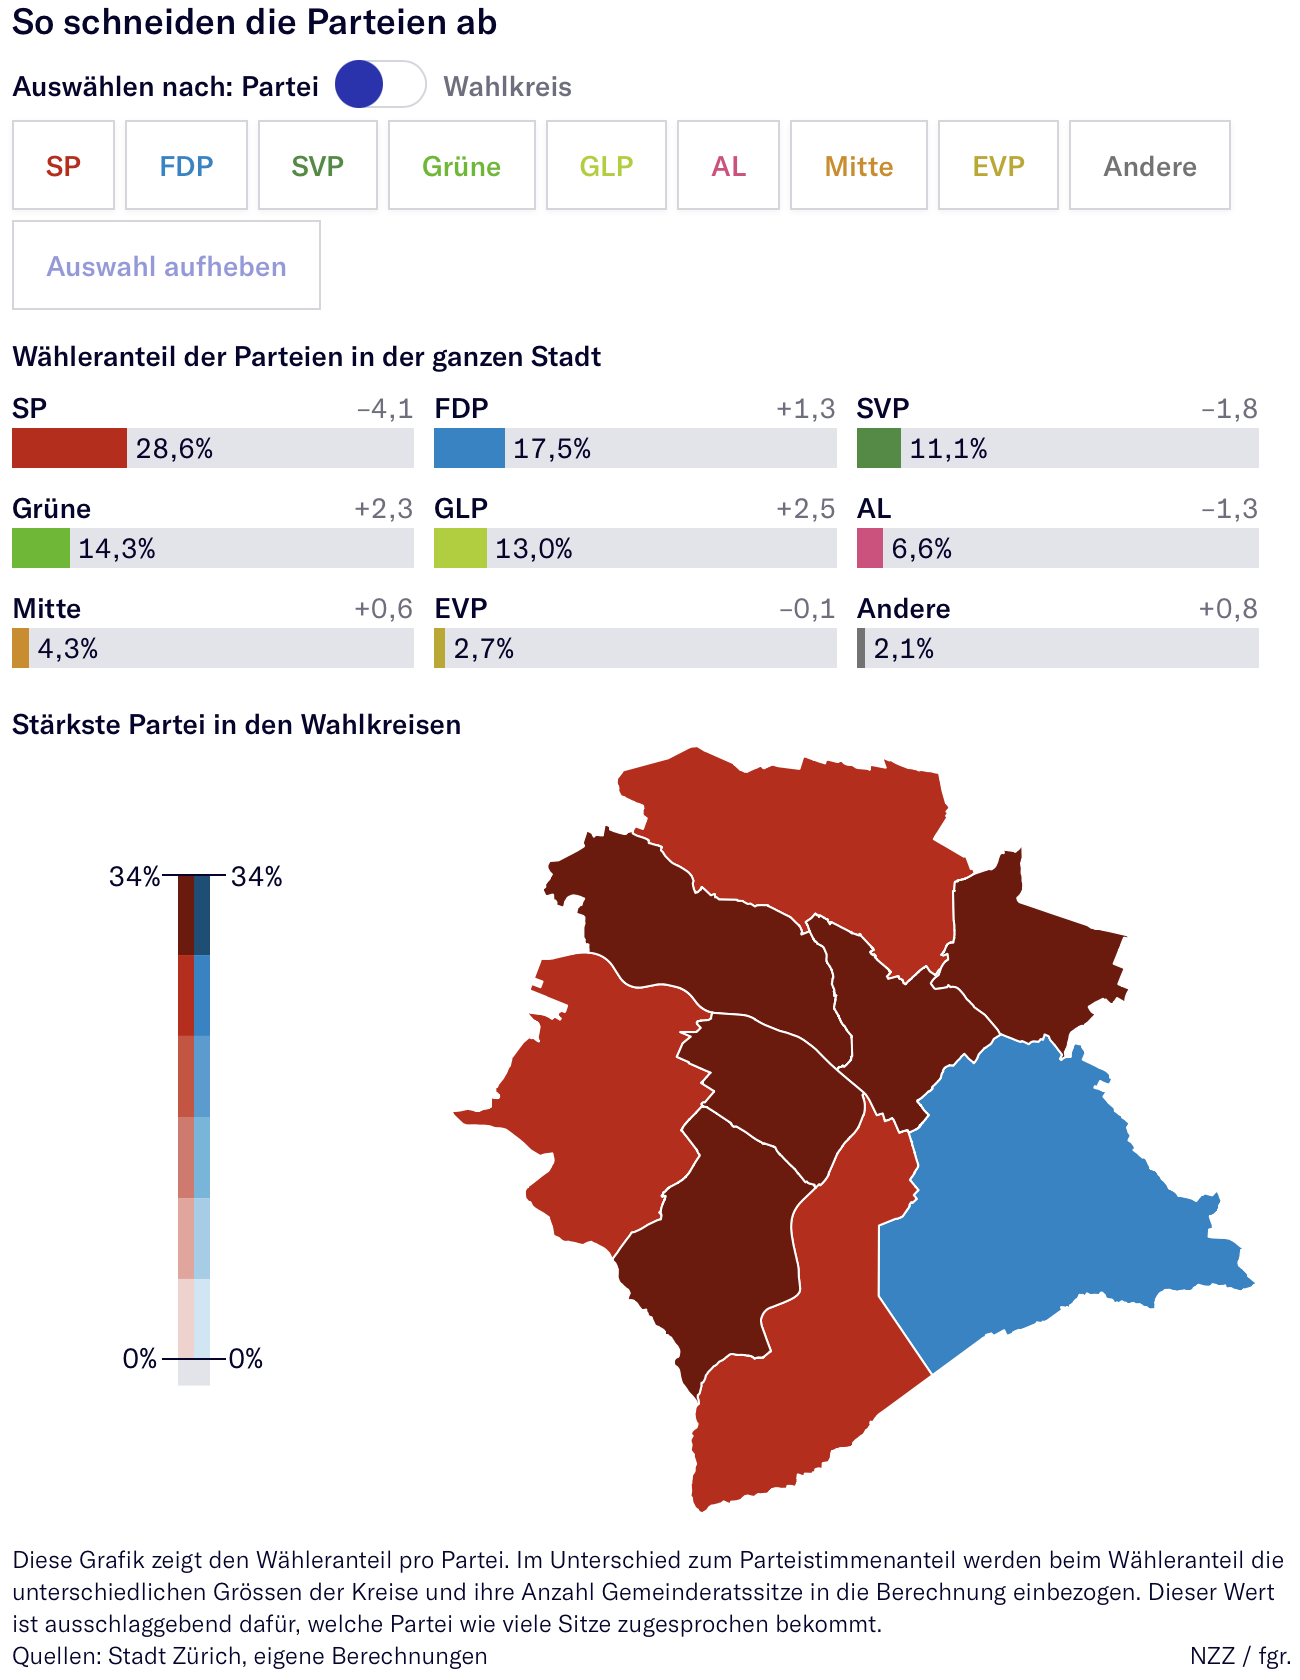 So schneiden die Parteien ab
Auswählen nach: Partei Wahlkreis
SP FDP SVP Grüne GLP AL Mitte EVP Andere
Auswahl aufheben
Wähleranteil der Parteien in der ganzen Stadt
SP –4,1 FDP +1,3 SVP –1,8
28,6% 17,5% 11,1%
Grüne +2,3 GLP +2,5 AL –1,3
14,3% 13,0% 6,6%
Mitte +0,6 EVP –0,1 Andere +0,8
4,3% 2,7% 2,1%
Stärkste Partei in den Wahlkreisen
34% 34%
0% 0%
Diese Grafik zeigt den Wähleranteil pro Partei. Im Unterschied zum Parteistimmenanteil werden beim Wähleranteil die
unterschiedlichen Grössen der Kreise und ihre Anzahl Gemeinderatssitze in die Berechnung einbezogen. Dieser Wert
ist ausschlaggebend dafür, welche Partei wie viele Sitze zugesprochen bekommt.
Quellen: Stadt Zürich, eigene Berechnungen NZZ / fgr.